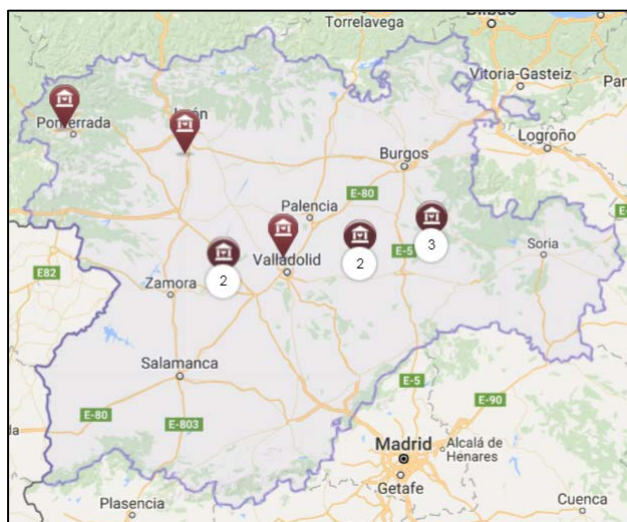 Bilbao
Torrelavega
Vitoria-Gasteiz
Logroño
Burgos
Palencia
E-80
3
Soria
2
E-5
2
Valladolid
E82
Zamora
Salamanca
E-5
E-90
E-80
E-803
Madrid
Alcalá de
Henares
Getafe
Plasencia
Cuenca